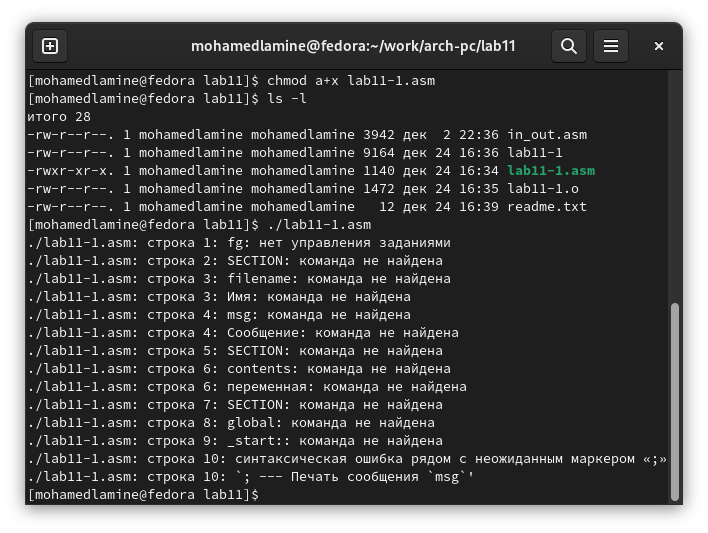 mohamedlamine@fedora:~/work/arch-pc/lab11
[mohamedlamine@fedora lab11]$ chmod a+x lab11-1.asm
[mohamedlamine@fedora lab11]$ ls -l
итого 28
-rw-r--r--. 1 mohamedlamine mohamedlamine 3942 дек  2 22:36 in_out.asm
-rw-r--r--. 1 mohamedlamine mohamedlamine 9164 дек 24 16:36 lab11-1
-rwxr-xr-x. 1 mohamedlamine mohamedlamine 1140 дек 24 16:34 lab11-1.asm
-rw-r--r--. 1 mohamedlamine mohamedlamine 1472 дек 24 16:35 lab11-1.o
-rw-r--r--. 1 mohamedlamine mohamedlamine   12 дек 24 16:39 readme.txt
[mohamedlamine@fedora lab11]$ ./lab11-1.asm
./lab11-1.asm: строка 1: fg: нет управления заданиями
./lab11-1.asm: строка 2: SECTION: команда не найдена
./lab11-1.asm: строка 3: filename: команда не найдена
./lab11-1.asm: строка 3: Имя: команда не найдена
./lab11-1.asm: строка 4: msg: команда не найдена
./lab11-1.asm: строка 4: Сообщение: команда не найдена
./lab11-1.asm: строка 5: SECTION: команда не найдена
./lab11-1.asm: строка 6: contents: команда не найдена
./lab11-1.asm: строка 6: переменная: команда не найдена
./lab11-1.asm: строка 7: SECTION: команда не найдена
./lab11-1.asm: строка 8: global: команда не найдена
./lab11-1.asm: строка 9: _start:: команда не найдена
./lab11-1.asm: строка 10: синтаксическая ошибка рядом с неожиданным маркером «;»
./lab11-1.asm: строка 10: `; --- Печать сообщения `msg`'
[mohamedlamine@fedora lab11]$